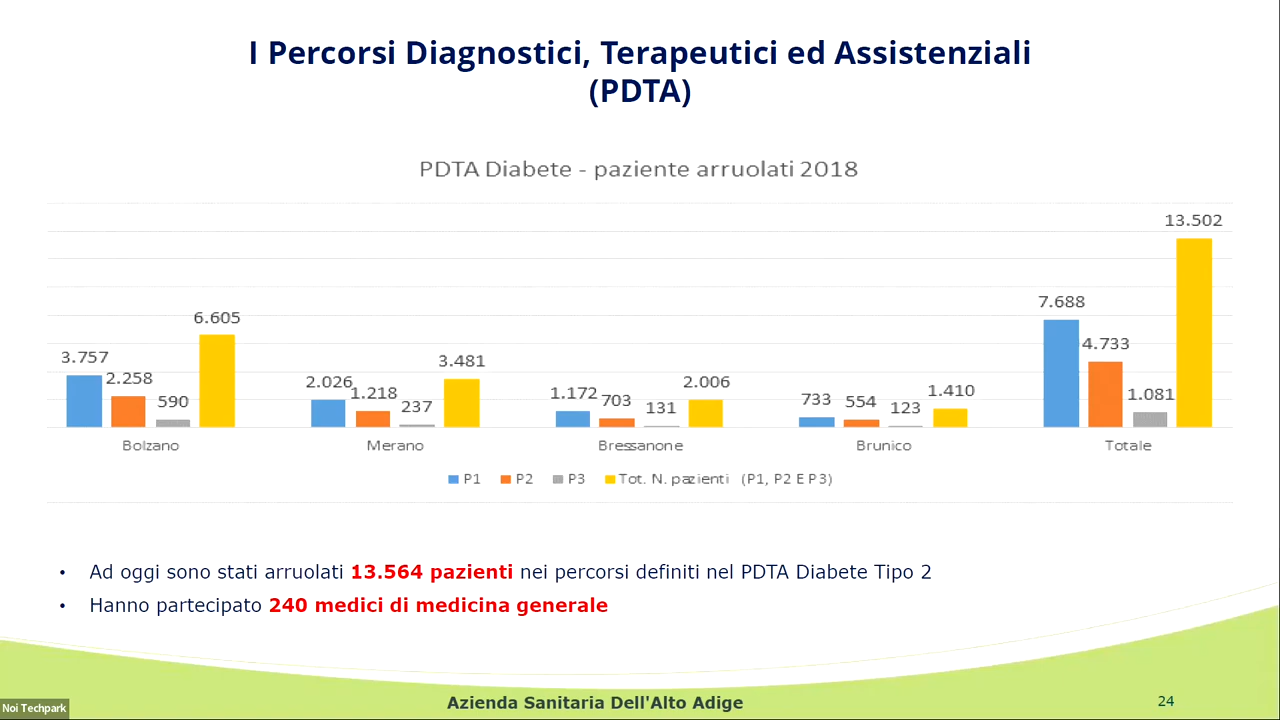 I Percorsi Diagnostici, Terapeutici ed Assistenziali
(PDTA)
PDTA Diabete - paziente arruolati 2018
3.757
2.258
590
6.605
2.026
1.218
237
3.481
1.172
703
131
2.006
733
554
123
1.410
7.688
4.733
1.081
13.502
Bolzano
Merano
Bressanone
Brunico
Totale
P1
P2
P3
Tot. N. pazienti (P1, P2 E P3)
• Ad oggi sono stati arruolati 13.564 pazienti nei percorsi definiti nel PDTA Diabete Tipo 2
• Hanno partecipato 240 medici di medicina generale
Azienda Sanitaria Dell'Alto Adige
24
Noi Techpark